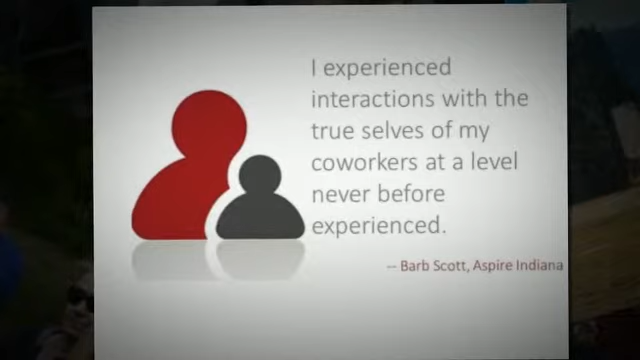 I experienced
interactions with the
true selves of my
coworkers at a level
never before
experienced.
-- Barb Scott, Aspire Indiana